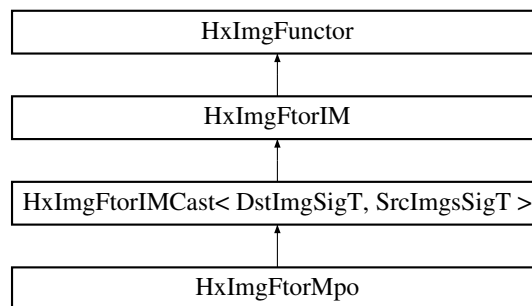 HxImgFunctor
HxImgFtorIM
HxImgFtorIMCast< DstImgSigT, SrcImgsSigT >
HxImgFtorMpo